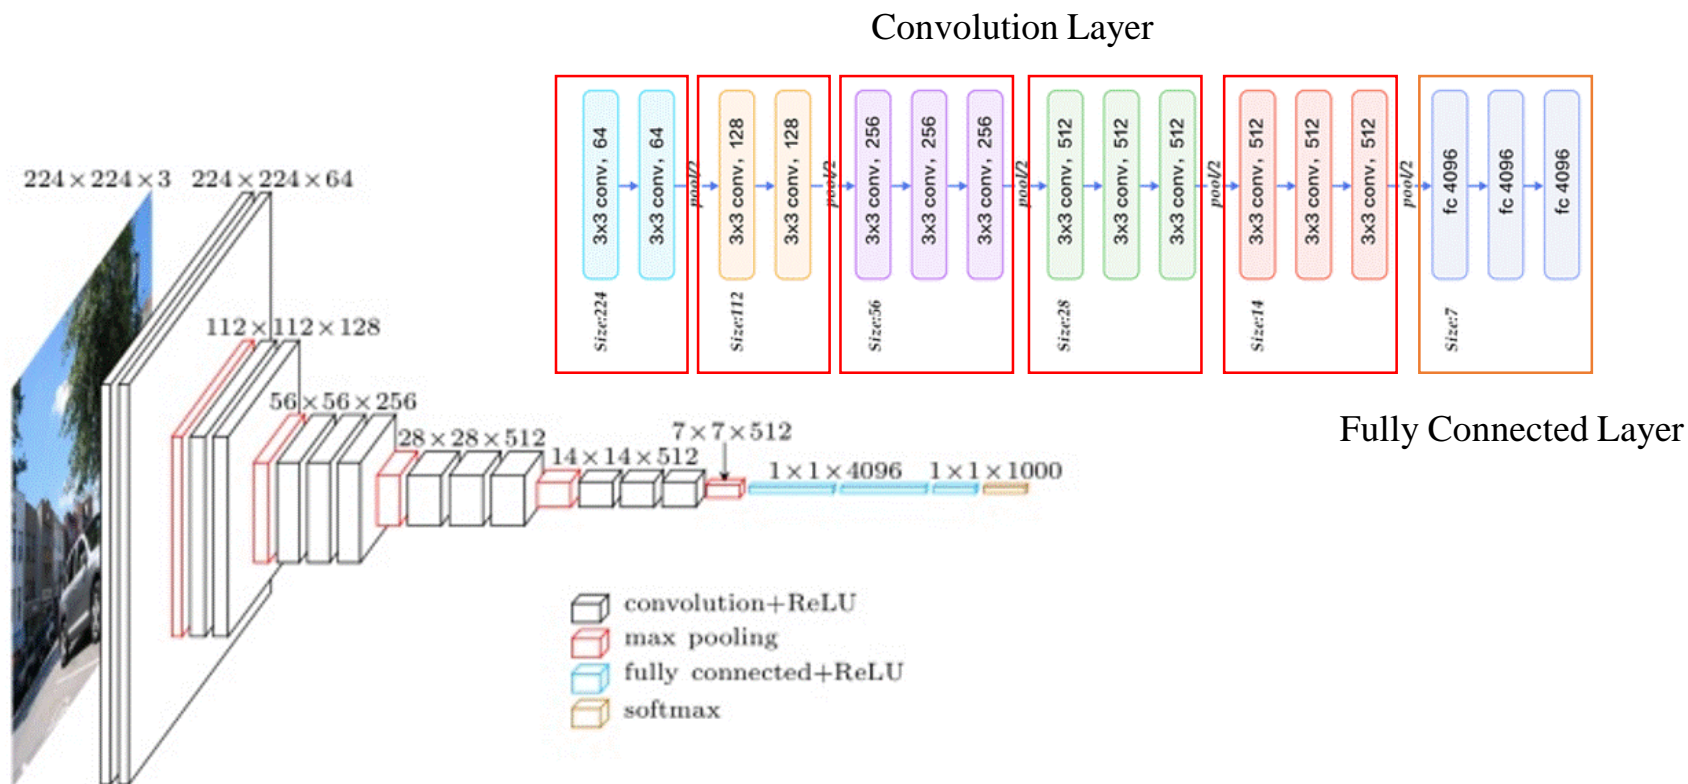 Convolution Layer
3x3 conv, 64
3x3 conv, 64
pool/2
3x3 conv, 128
3x3 conv, 128
pool/2
3x3 conv, 256
3x3 conv, 256
3x3 conv, 256
pool/2
3x3 conv, 512
3x3 conv, 512
3x3 conv, 512
pool/2
3x3 conv, 512
3x3 conv, 512
3x3 conv, 512
pool/2
fc 4096
fc 4096
fc 4096
Size:224
Size:112
Size:56
Size:28
Size:14
Size:7
Fully Connected Layer
224×224×3
224×224×64
112×112×128
56×56×256
28×28×512
14×14×512
7×7×512
1×1×4096
1×1×1000
convolution+ReLU
max pooling
fully connected+ReLU
softmax